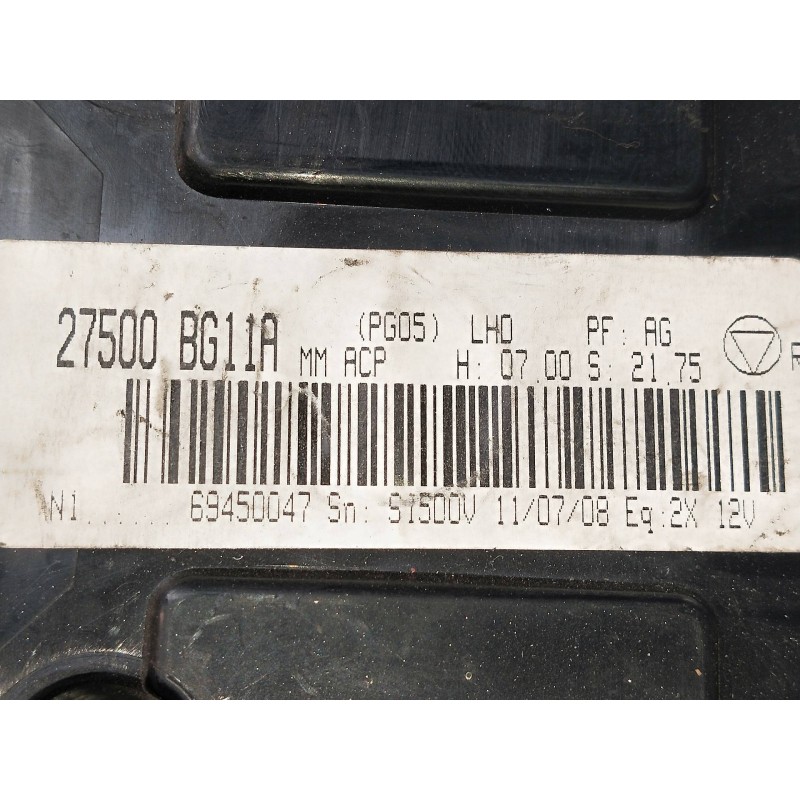 27500 BG11A (PG05) LHD PF: AG
MM ACP H: 07.00 S: 21.75 R
N1....... 69450047 Sn: S1500V 11/07/08 Eq:2X 12V